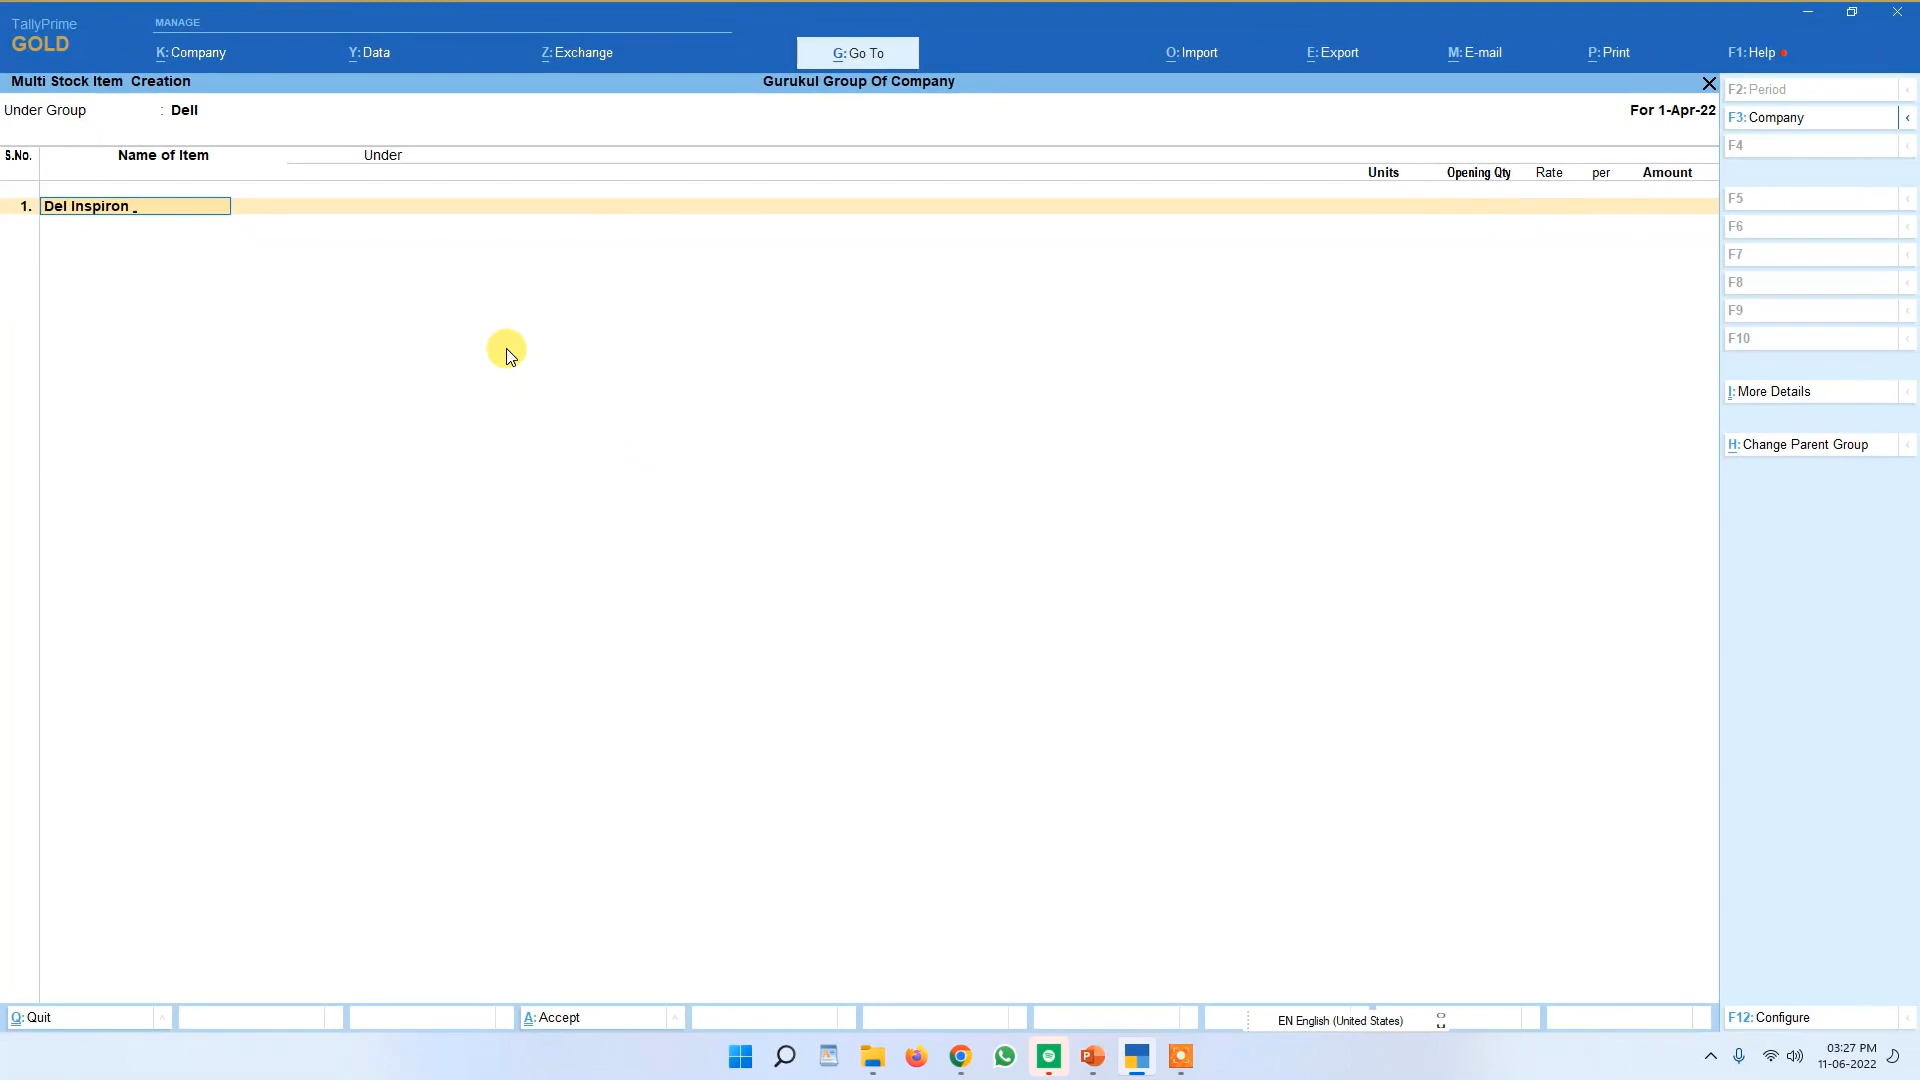 TallyPrime
GOLD
MANAGE
K: Company
Y: Data
Z: Exchange
G: Go To
O: Import
E: Export
M: E-mail
P: Print
F1: Help
Multi Stock Item Creation
Gurukul Group Of Company
Under Group : Dell
For 1-Apr-22
S.No. Name of Item Under
Units Opening Qty Rate per Amount
1. Del Inspiron
F2: Period
F3: Company
F4
F5
F6
F7
F8
F9
F10
I: More Details
H: Change Parent Group
Q: Quit
A: Accept
EN English (United States)
F12: Configure
03:27 PM
11-06-2022